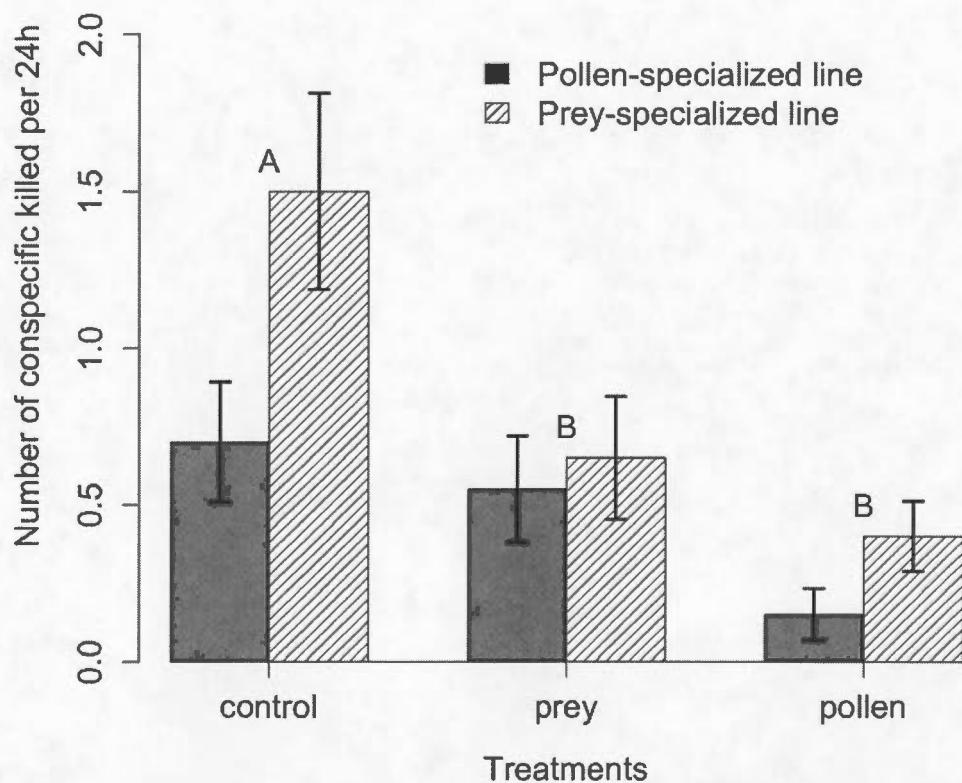 Number of conspecific killed per 24h
2.0
1.5
1.0
0.5
0.0
Pollen-specialized line
Prey-specialized line
A
B
B
control
prey
pollen
Treatments